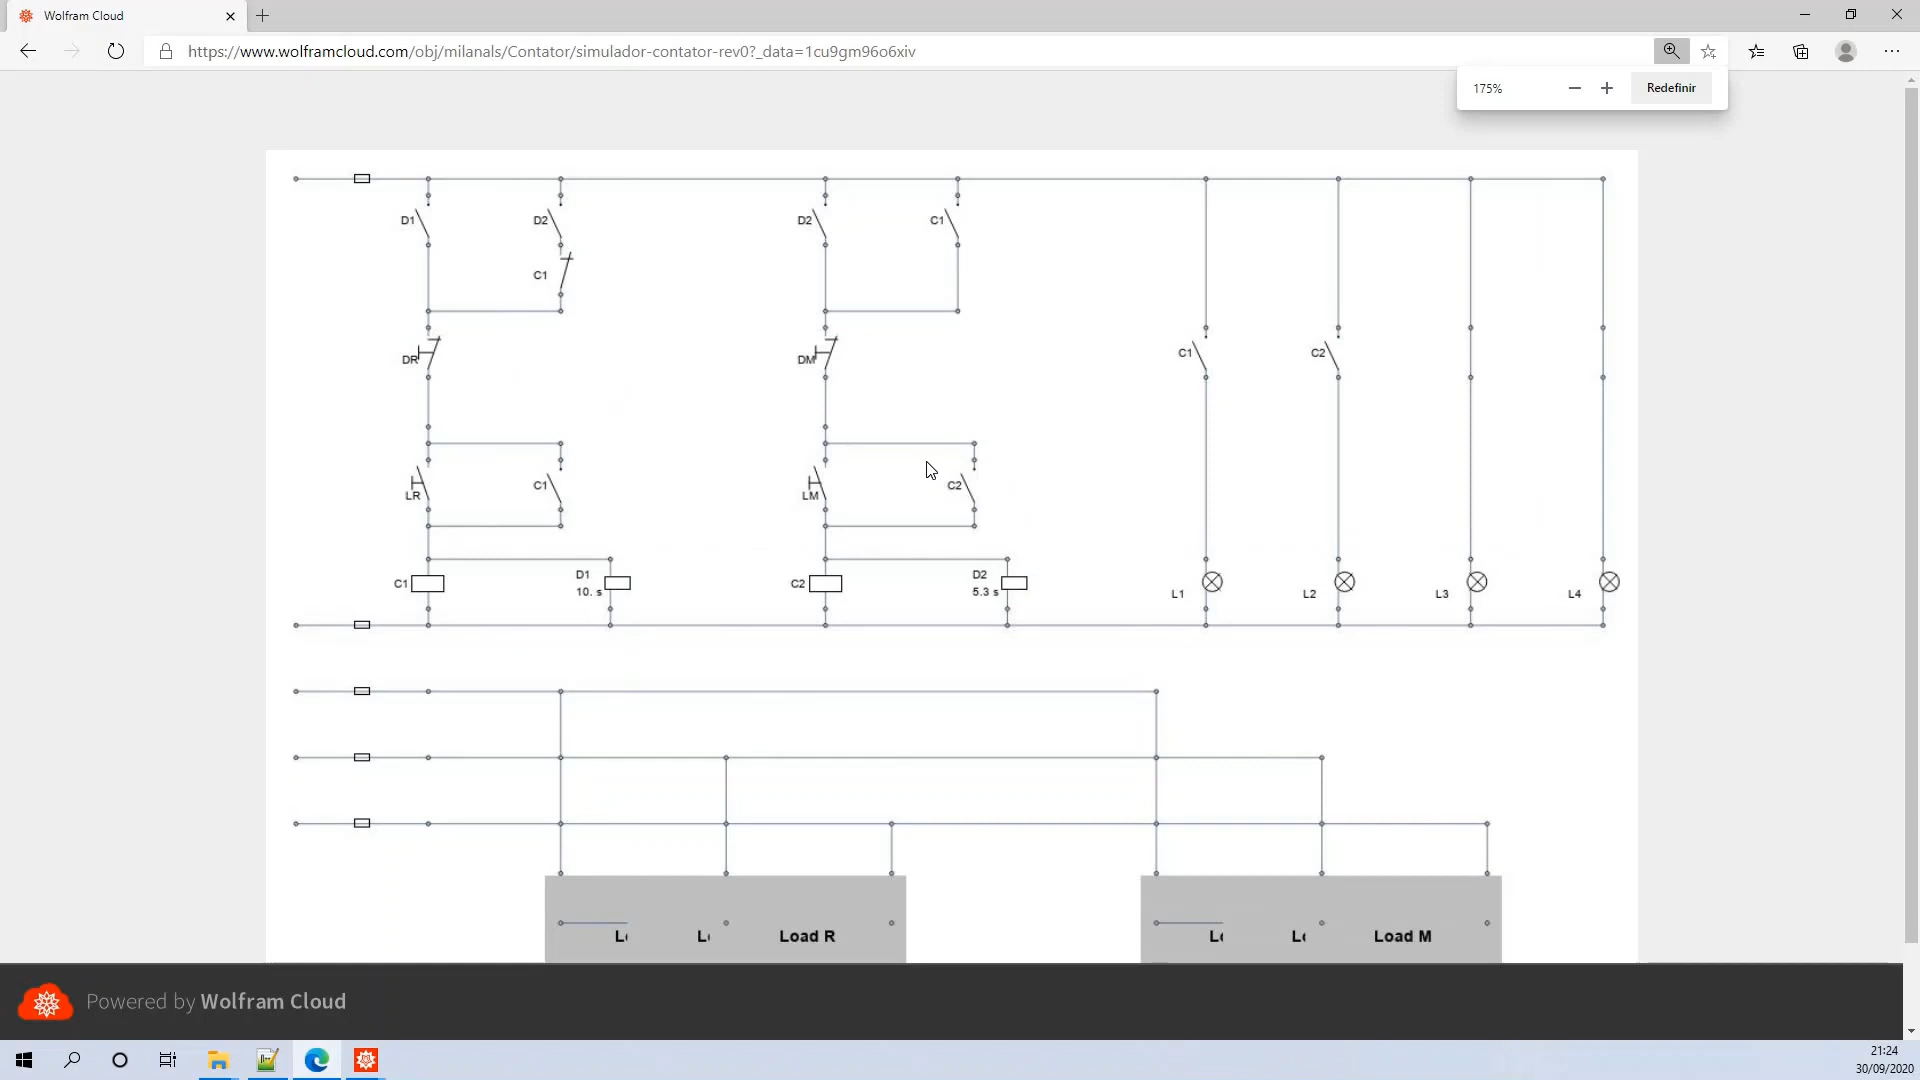 Wolfram Cloud
https://www.wolframcloud.com/obj/milanals/Contator/simulador-contator-rev0?_data=1cu9gm96o6xiv
175%
Redefinir
D1
D2
D2
C1
C1
DR
DM
C1
C2
LR
C1
LM
C2
C1
D1
10. s
C2
D2
5.3 s
L1
L2
L3
L4
Load R
Load M
Powered by Wolfram Cloud
21:24
30/09/2020